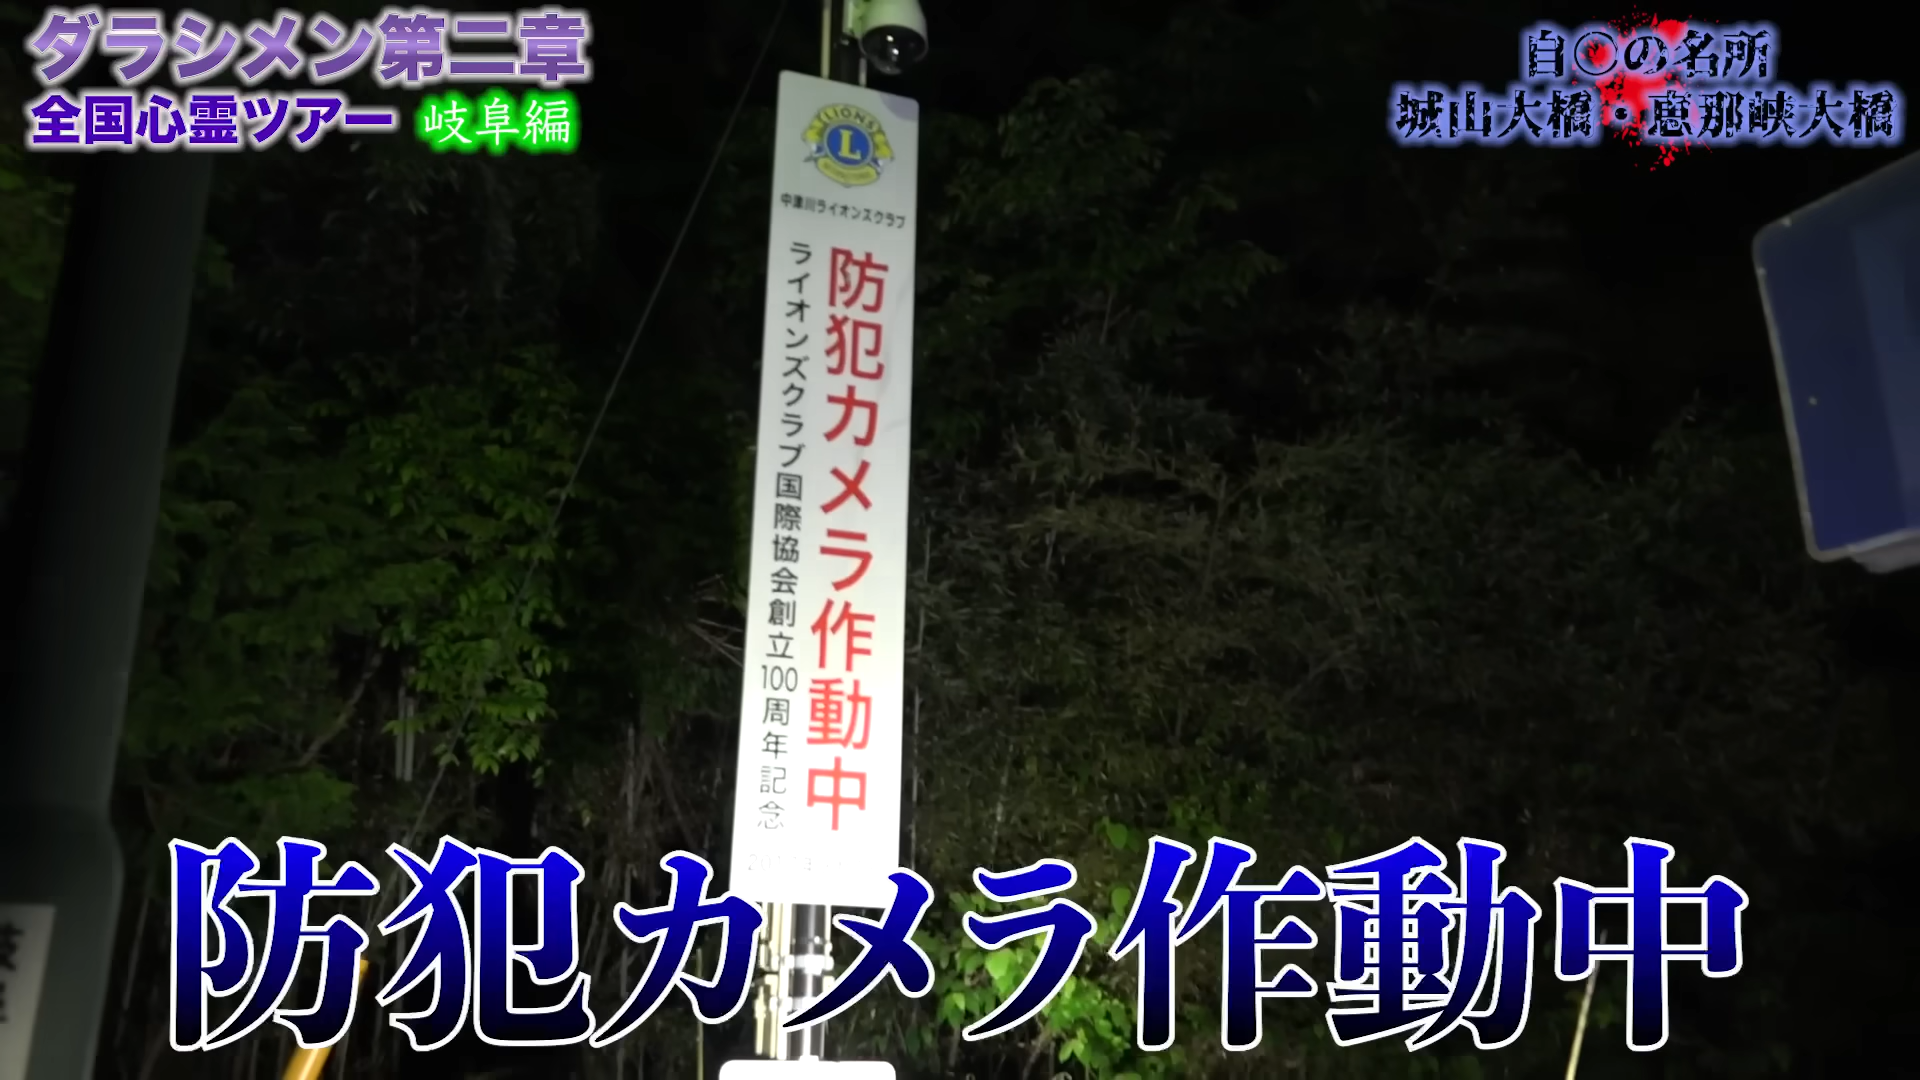 ダラシメン第二章
全国心霊ツアー 岐阜編
自〇の名所
城山大橋・恵那峡大橋
LIONS
L
中津川ライオンズクラブ
防犯カメラ作動中
ライオンズクラブ国際協会創立100周年記念
防犯カメラ作動中